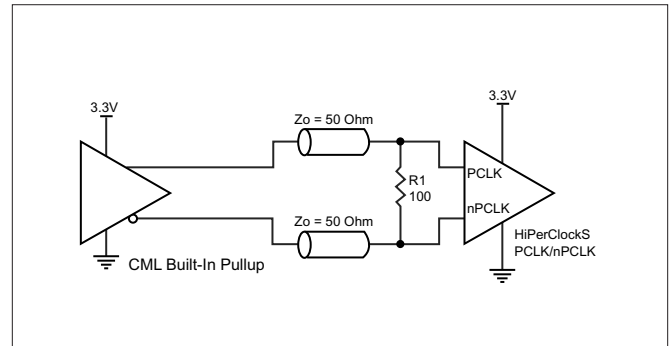 3.3V
3.3V
Zo = 50 Ohm
PCLK
R1
100
nPCLK
Zo = 50 Ohm
HiPerClockS
PCLK/nPCLK
CML Built-In Pullup